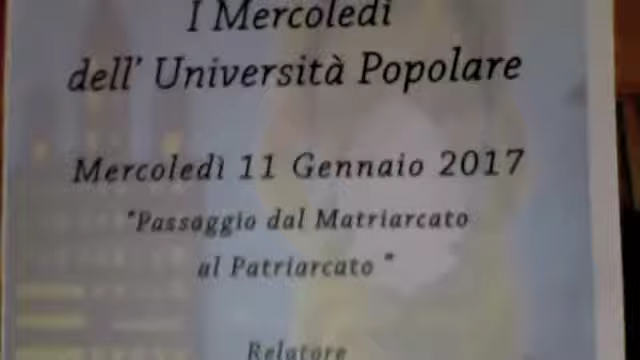 I Mercoledì
dell' Università Popolare
Mercoledì 11 Gennaio 2017
"Passaggio dal Matriarcato
al Patriarcato "
Relatore